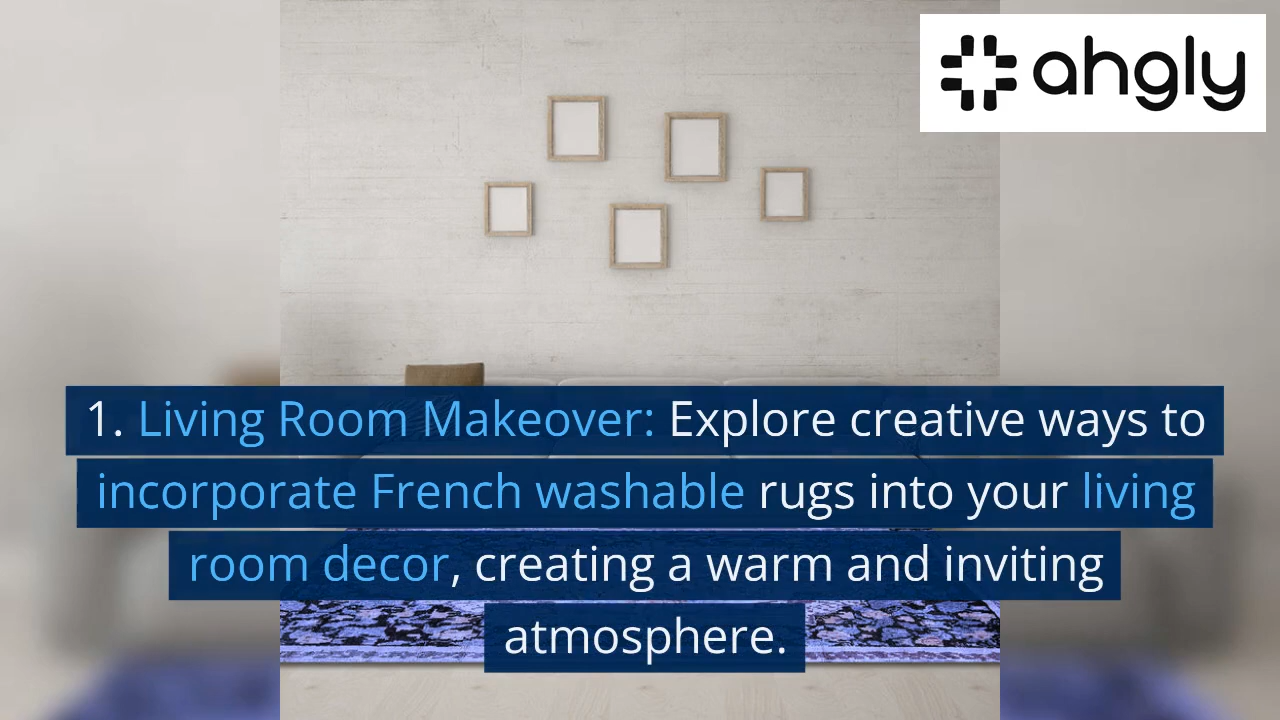 ahgly
1. Living Room Makeover: Explore creative ways to
incorporate French washable rugs into your living
room decor, creating a warm and inviting
atmosphere.